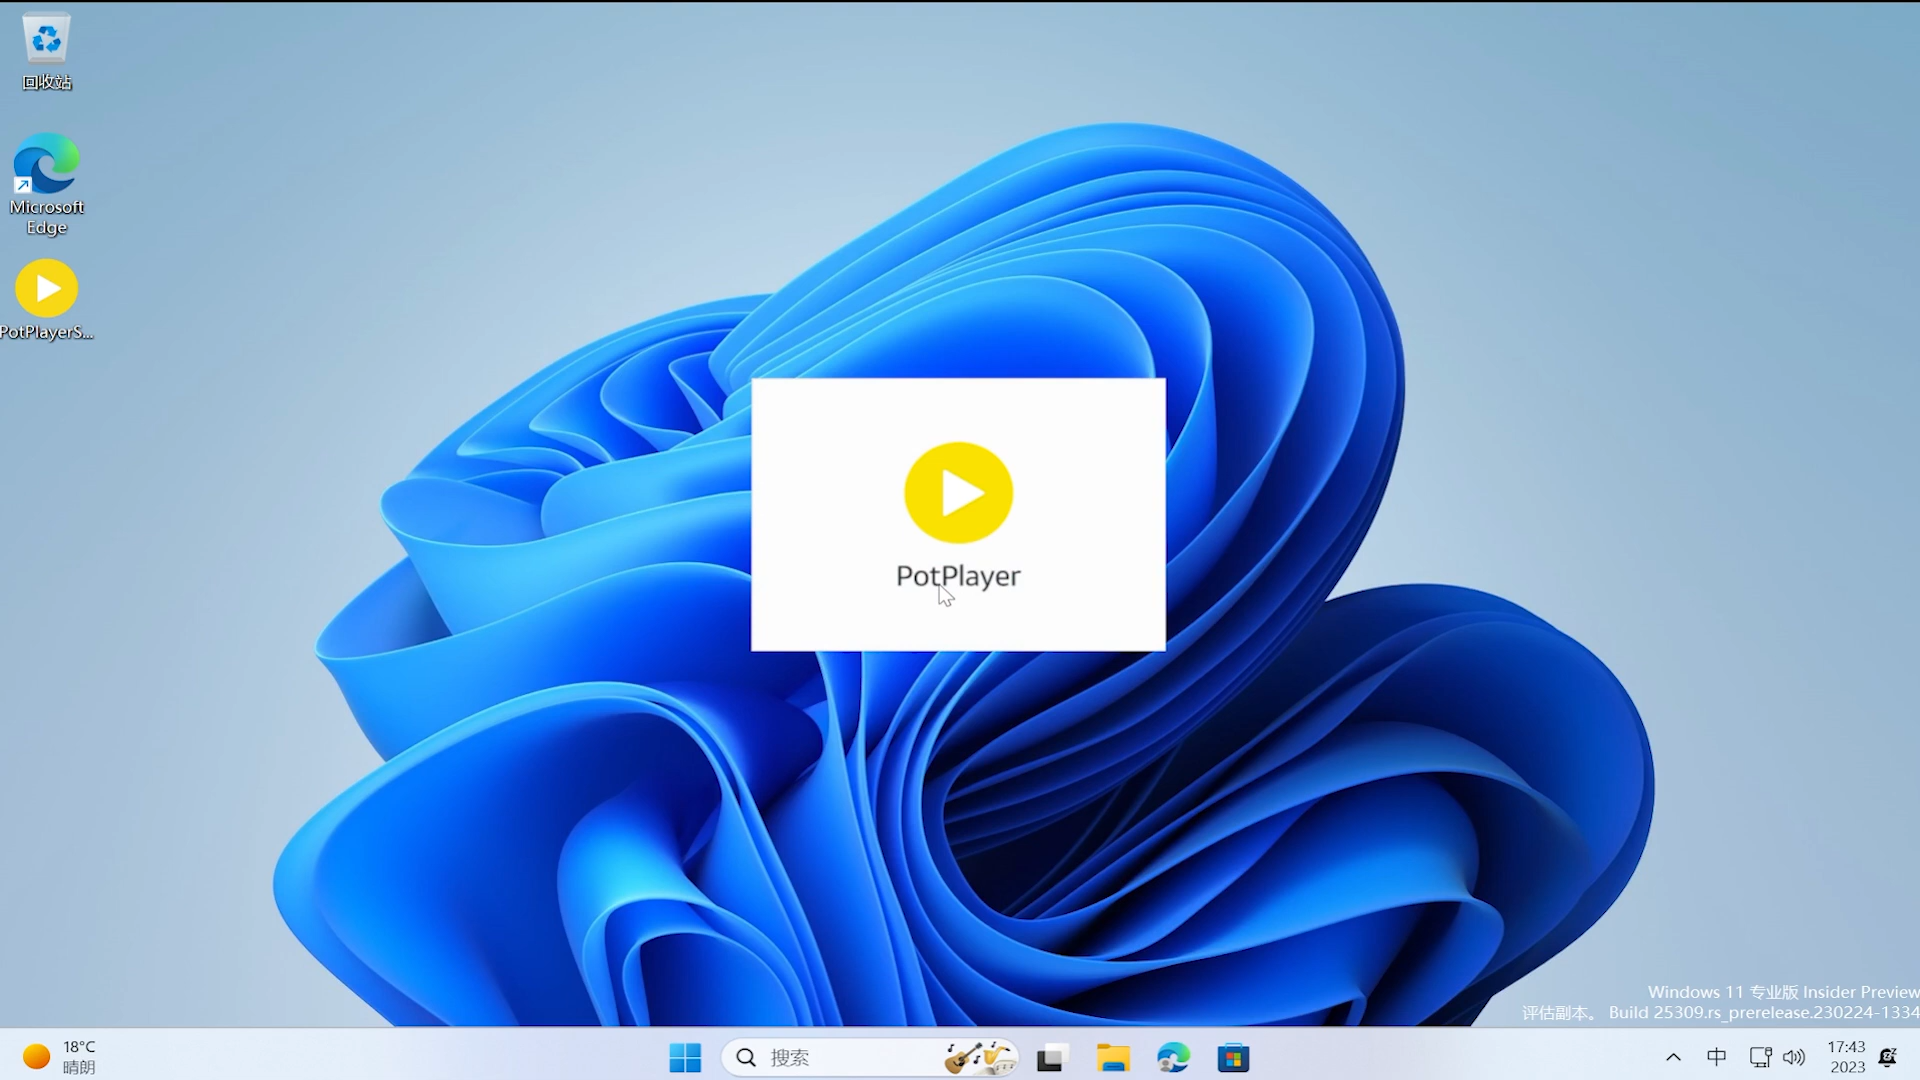 回收站
Microsoft
Edge
PotPlayerS...
PotPlayer
Windows 11 专业版 Insider Preview
评估副本。 Build 25309.rs_prerelease.230224-1334
18°C
晴朗
搜索
中
17:43
2023